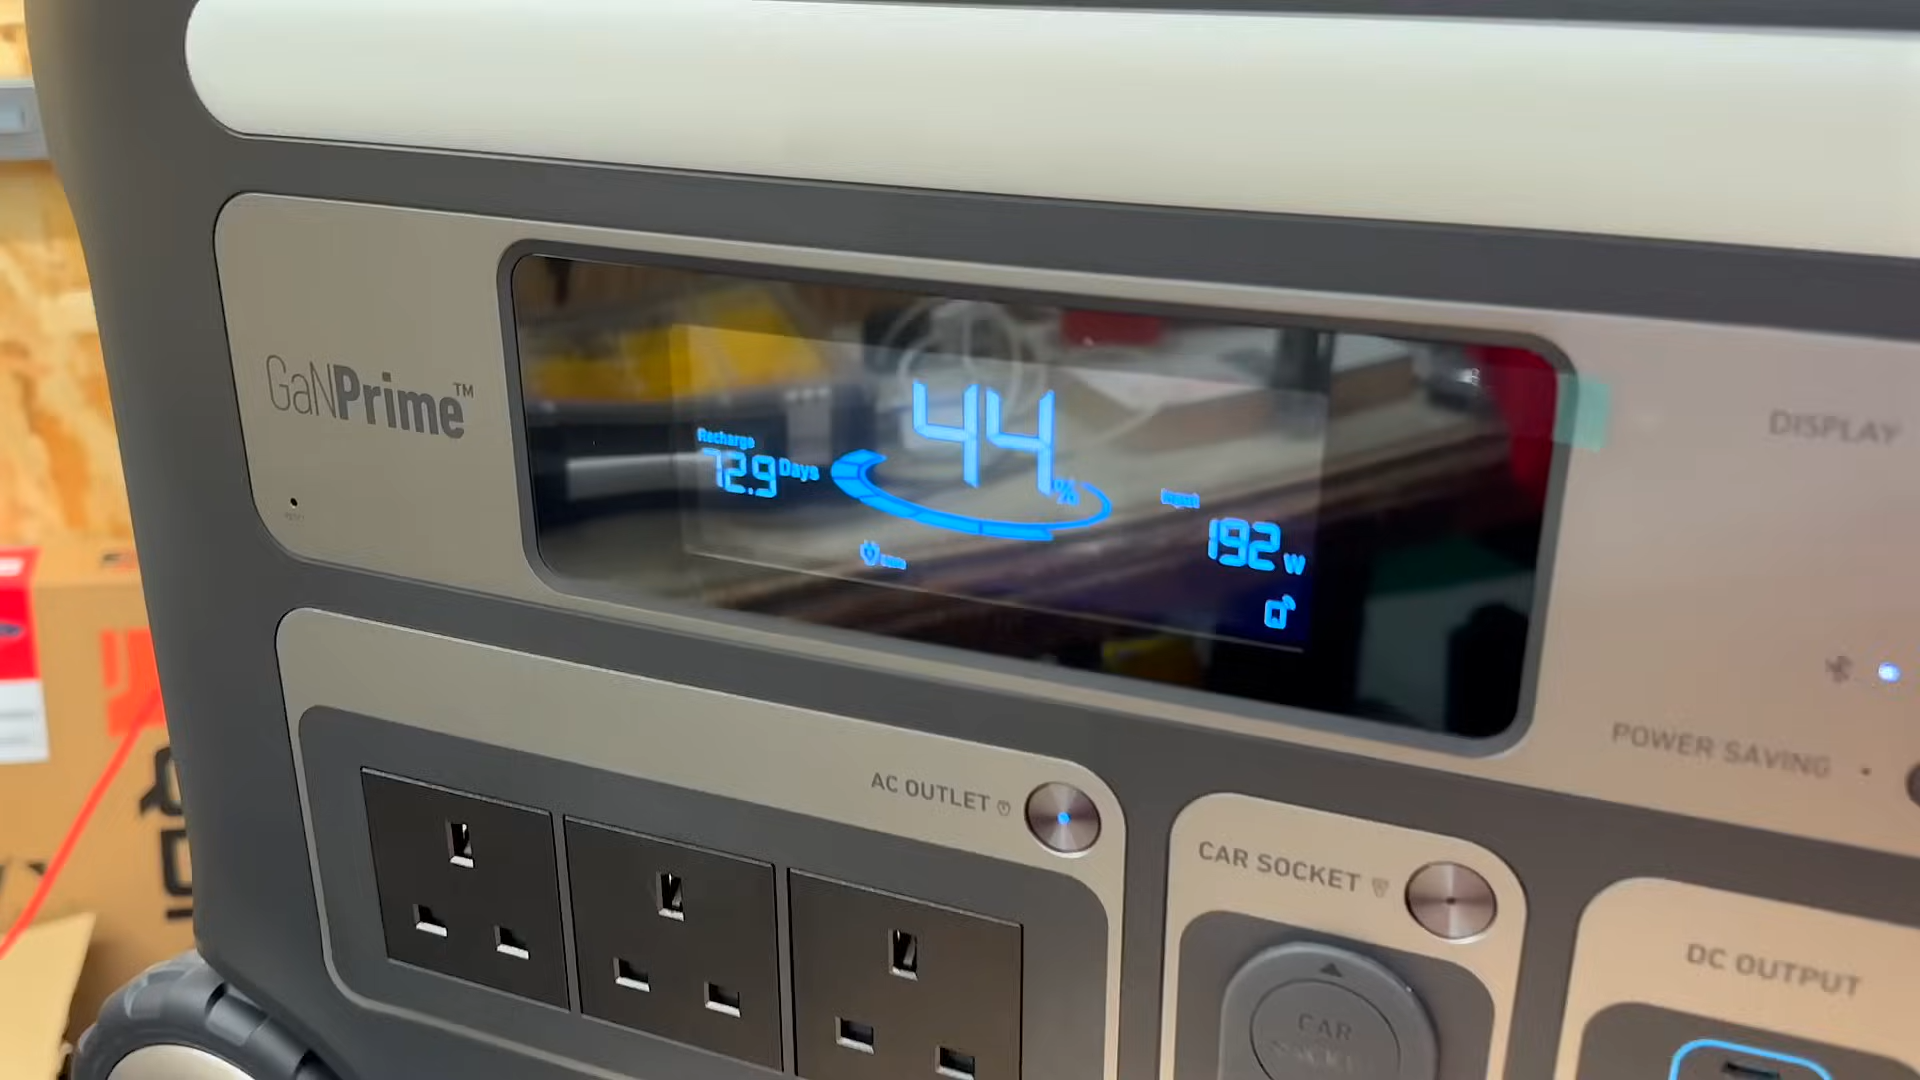 GaNPrime™
Recharge
72.9 Days
44%
Input
192 W
DISPLAY
POWER SAVING
AC OUTLET
CAR SOCKET
DC OUTPUT
CAR